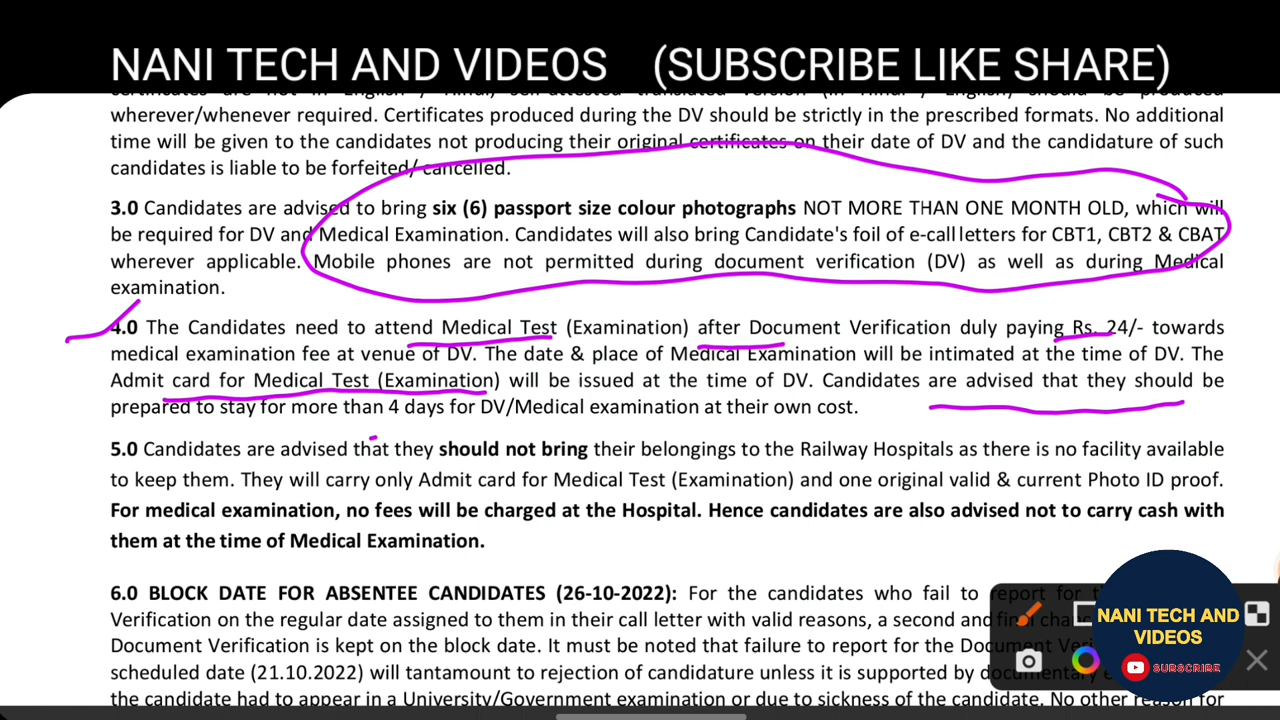 NANI TECH AND VIDEOS (SUBSCRIBE LIKE SHARE)
certificates are not in English / Hindi) self-attested translated version (in Hindi / English) should be produced
wherever/whenever required. Certificates produced during the DV should be strictly in the prescribed formats. No additional
time will be given to the candidates not producing their original certificates on their date of DV and the candidature of such
candidates is liable to be forfeited/ cancelled.
3.0 Candidates are advised to bring six (6) passport size colour photographs NOT MORE THAN ONE MONTH OLD, which will
be required for DV and Medical Examination. Candidates will also bring Candidate's foil of e-call letters for CBT1, CBT2 & CBAT
wherever applicable. Mobile phones are not permitted during document verification (DV) as well as during Medical
examination.
4.0 The Candidates need to attend Medical Test (Examination) after Document Verification duly paying Rs. 24/- towards
medical examination fee at venue of DV. The date & place of Medical Examination will be intimated at the time of DV. The
Admit card for Medical Test (Examination) will be issued at the time of DV. Candidates are advised that they should be
prepared to stay for more than 4 days for DV/Medical examination at their own cost.
5.0 Candidates are advised that they should not bring their belongings to the Railway Hospitals as there is no facility available
to keep them. They will carry only Admit card for Medical Test (Examination) and one original valid & current Photo ID proof.
For medical examination, no fees will be charged at the Hospital. Hence candidates are also advised not to carry cash with
them at the time of Medical Examination.
6.0 BLOCK DATE FOR ABSENTEE CANDIDATES (26-10-2022): For the candidates who fail to report for
Verification on the regular date assigned to them in their call letter with valid reasons, a second and final
Document Verification is kept on the block date. It must be noted that failure to report for the
scheduled date (21.10.2022) will tantamount to rejection of candidature unless it is supported by
the candidate had to appear in a University/Government examination or due to sickness of the candidate. No other reason for
NANI TECH AND
VIDEOS
SUBSCRIBE